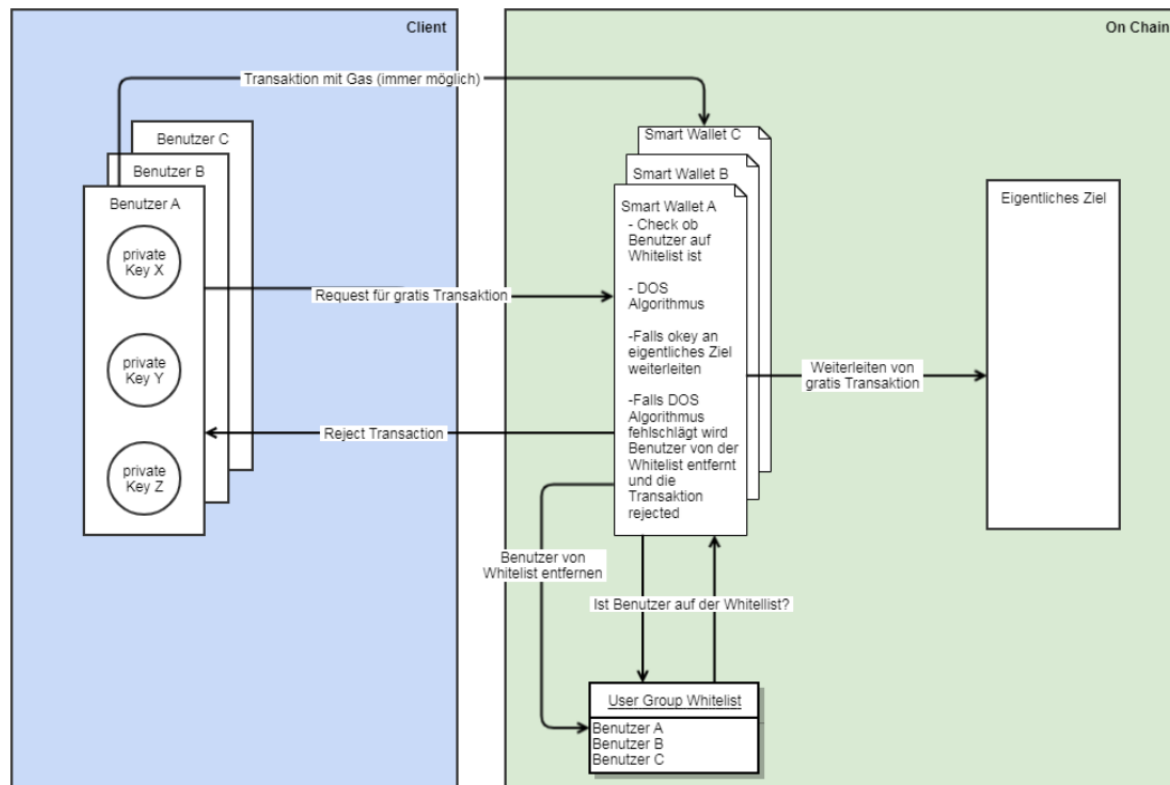 Client
On Chain
Transaktion mit Gas (immer möglich)
Benutzer C
Benutzer B
Benutzer A
private
Key X
private
Key Y
private
Key Z
Request für gratis Transaktion
Reject Transaction
Smart Wallet C
Smart Wallet B
Smart Wallet A
- Check ob
Benutzer auf
Whitelist ist
- DOS
Algorithmus
-Falls okey an
eigentliches Ziel
weiterleiten
-Falls DOS
Algorithmus
fehlschlägt wird
Benutzer von der
Whitelist entfernt
und die
Transaktion
rejected
Weiterleiten von
gratis Transaktion
Eigentliches Ziel
Benutzer von
Whitelist entfernen
Ist Benutzer auf der Whitellist?
User Group Whitelist
Benutzer A
Benutzer B
Benutzer C